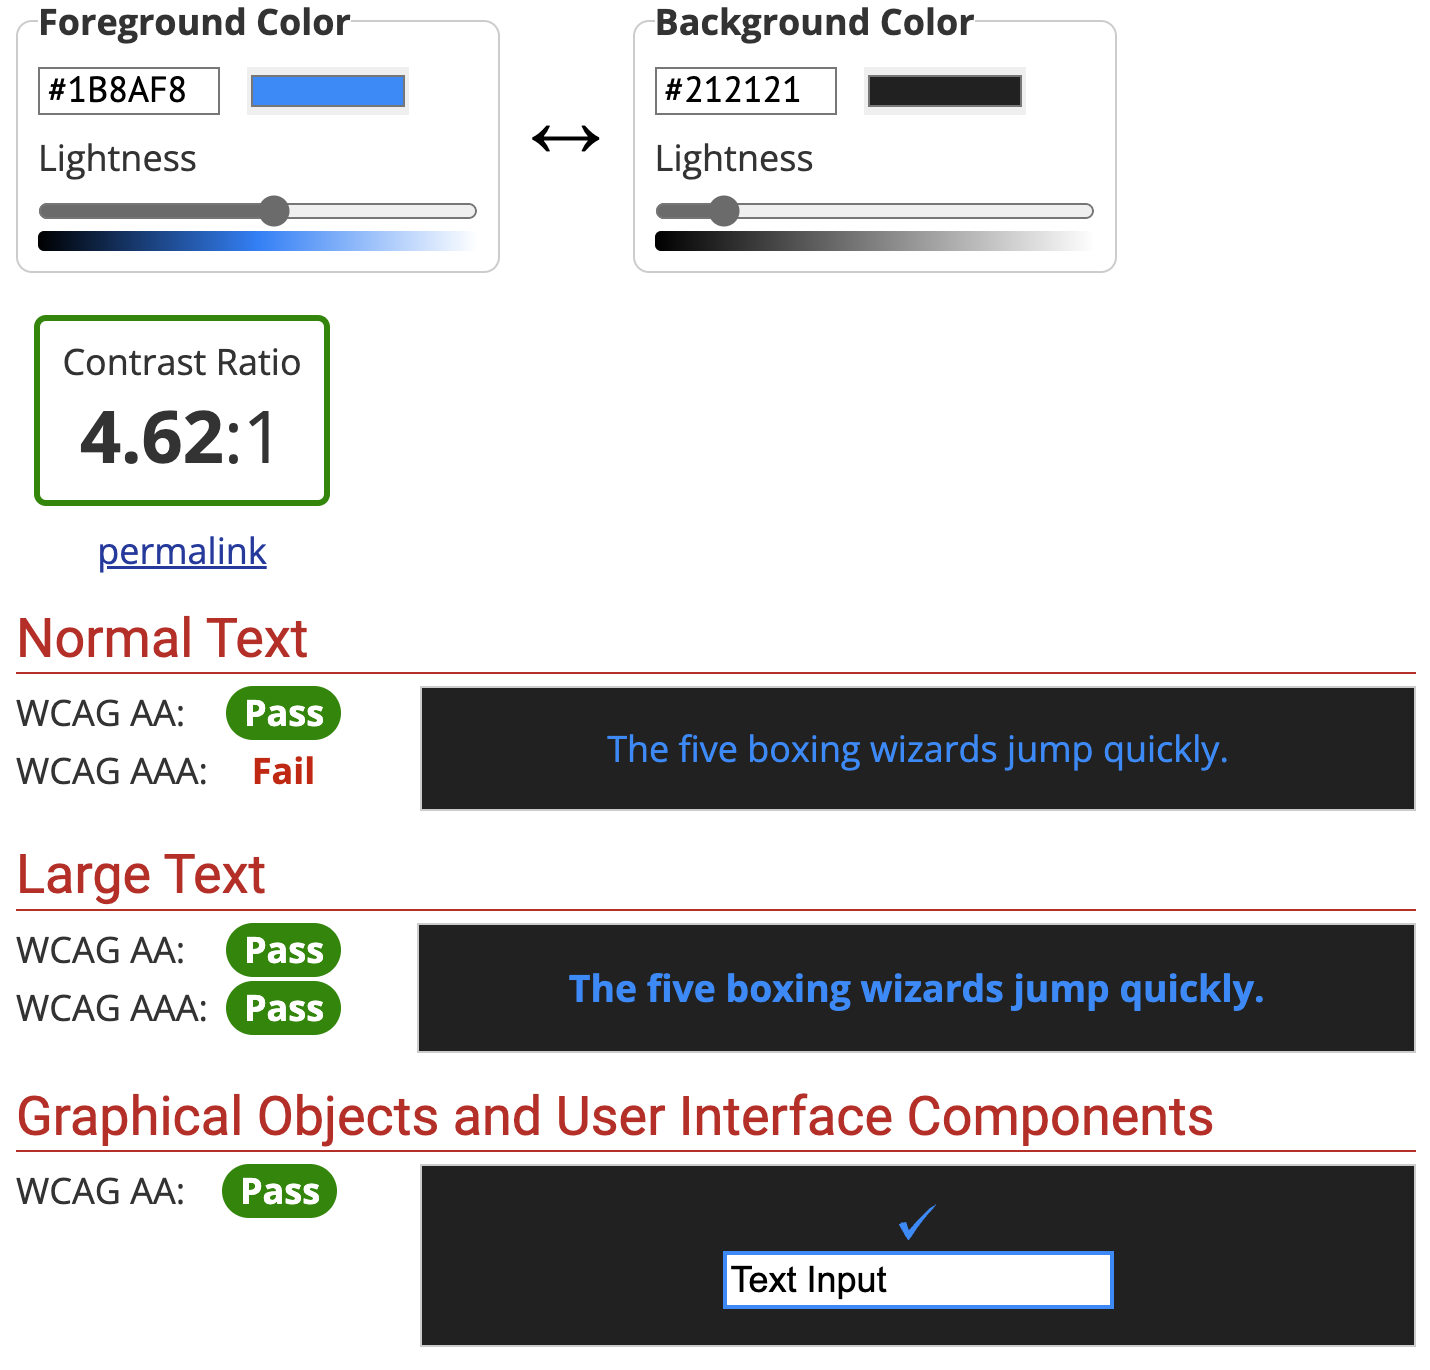 Foreground Color
#1B8AF8
Lightness
Background Color
#212121
Lightness
Contrast Ratio
4.62:1
permalink
Normal Text
WCAG AA: Pass
WCAG AAA: Fail
The five boxing wizards jump quickly.
Large Text
WCAG AA: Pass
WCAG AAA: Pass
The five boxing wizards jump quickly.
Graphical Objects and User Interface Components
WCAG AA: Pass
Text Input